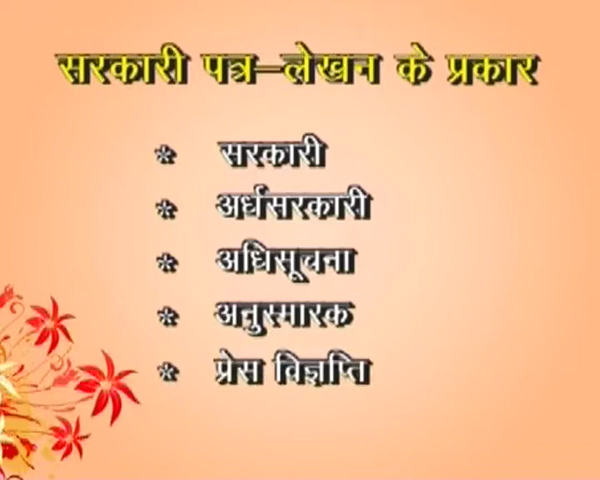 सरकारी पत्र–लेखन के प्रकार
* सरकारी
* अर्धसरकारी
* अधिसूचना
* अनुस्मारक
* प्रेस विज्ञप्ति